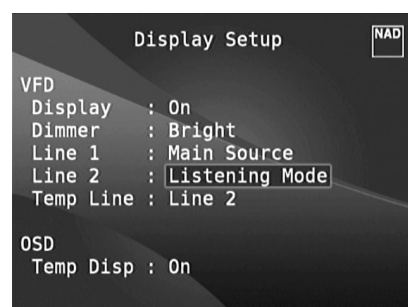 Display Setup
NAD
VFD
Display : On
Dimmer : Bright
Line 1 : Main Source
Line 2 : Listening Mode
Temp Line : Line 2
OSD
Temp Disp : On